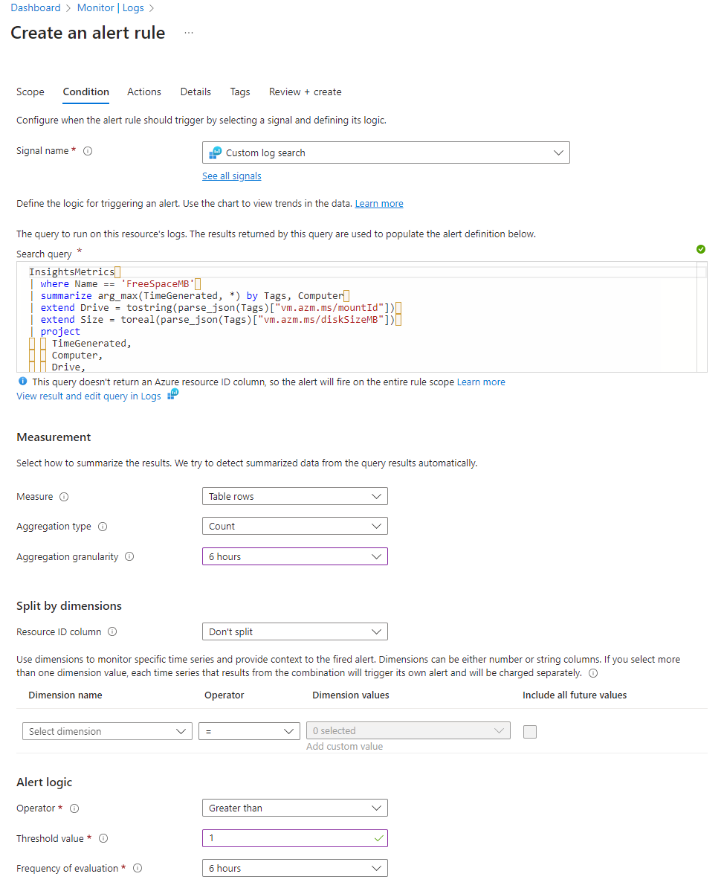 Dashboard > Monitor | Logs >
Create an alert rule ...
Scope Condition Actions Details Tags Review + create
Configure when the alert rule should trigger by selecting a signal and defining its logic.
Signal name * Custom log search
See all signals
Define the logic for triggering an alert. Use the chart to view trends in the data. Learn more
The query to run on this resource's logs. The results returned by this query are used to populate the alert definition below.
Search query *
InsightsMetrics
| where Name == 'FreeSpaceMB'
| summarize arg_max(TimeGenerated, *) by Tags, Computer
| extend Drive = tostring(parse_json(Tags)["vm.azm.ms/mountId"])
| extend Size = toreal(parse_json(Tags)["vm.azm.ms/diskSizeMB"])
| project
TimeGenerated,
Computer,
Drive,
This query doesn't return an Azure resource ID column, so the alert will fire on the entire rule scope Learn more
View result and edit query in Logs
Measurement
Select how to summarize the results. We try to detect summarized data from the query results automatically.
Measure Table rows
Aggregation type Count
Aggregation granularity 6 hours
Split by dimensions
Resource ID column Don't split
Use dimensions to monitor specific time series and provide context to the fired alert. Dimensions can be either number or string columns. If you select more
than one dimension value, each time series that results from the combination will trigger its own alert and will be charged separately.
Dimension name Operator Dimension values Include all future values
Select dimension = 0 selected
Add custom value
Alert logic
Operator * Greater than
Threshold value * 1
Frequency of evaluation * 6 hours